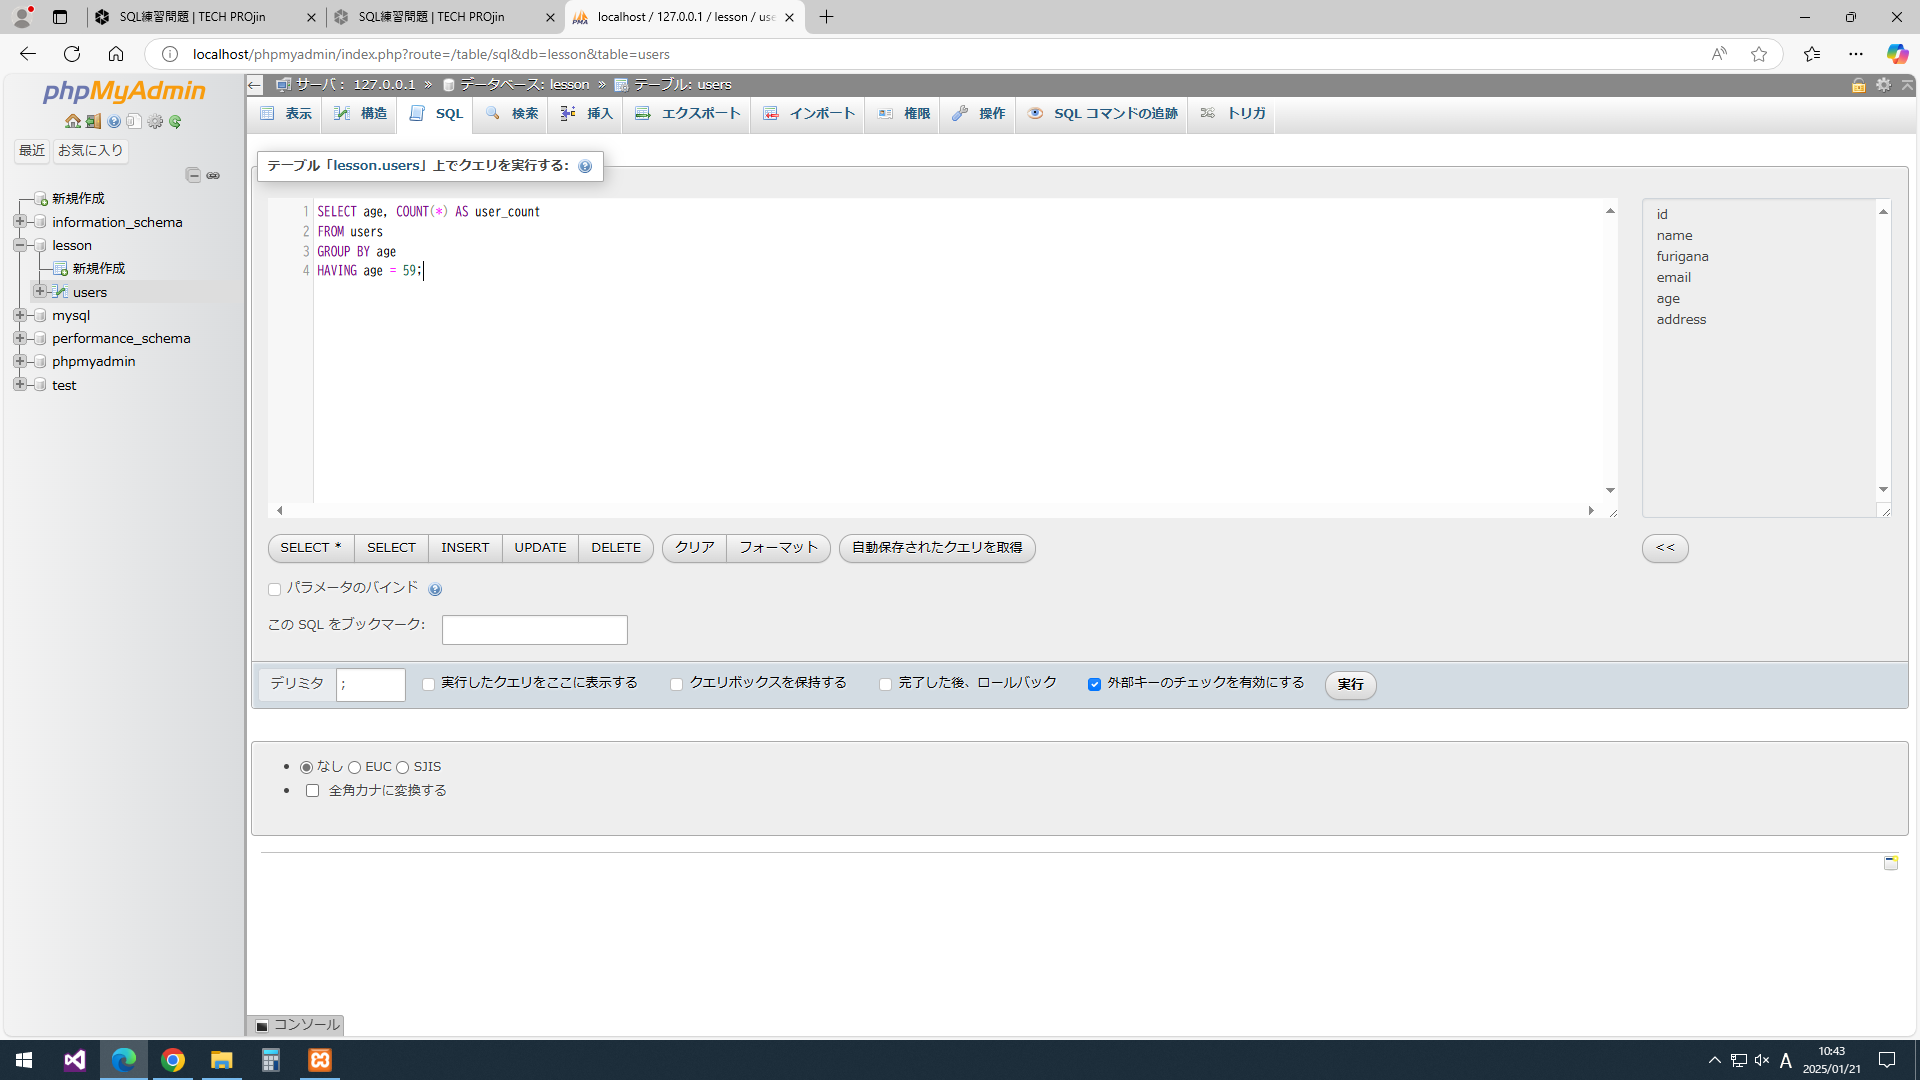 SQL練習問題 | TECH PROjin
SQL練習問題 | TECH PROjin
localhost / 127.0.0.1 / lesson / use
localhost/phpmyadmin/index.php?route=/table/sql&db=lesson&table=users
phpMyAdmin
最近 お気に入り
新規作成
information_schema
lesson
新規作成
users
mysql
performance_schema
phpmyadmin
test
サーバ: 127.0.0.1 » データベース: lesson » テーブル: users
表示 構造 SQL 検索 挿入 エクスポート インポート 権限 操作 SQL コマンドの追跡 トリガ
テーブル「lesson.users」上でクエリを実行する:
1 SELECT age, COUNT(*) AS user_count
2 FROM users
3 GROUP BY age
4 HAVING age = 59;
id
name
furigana
email
age
address
SELECT * SELECT INSERT UPDATE DELETE クリア フォーマット 自動保存されたクエリを取得 <<
パラメータのバインド
この SQL をブックマーク:
デリミタ ; 実行したクエリをここに表示する クエリボックスを保持する 完了した後、ロールバック 外部キーのチェックを有効にする 実行
なし EUC SJIS
全角カナに変換する
コンソール
A 10:43
2025/01/21